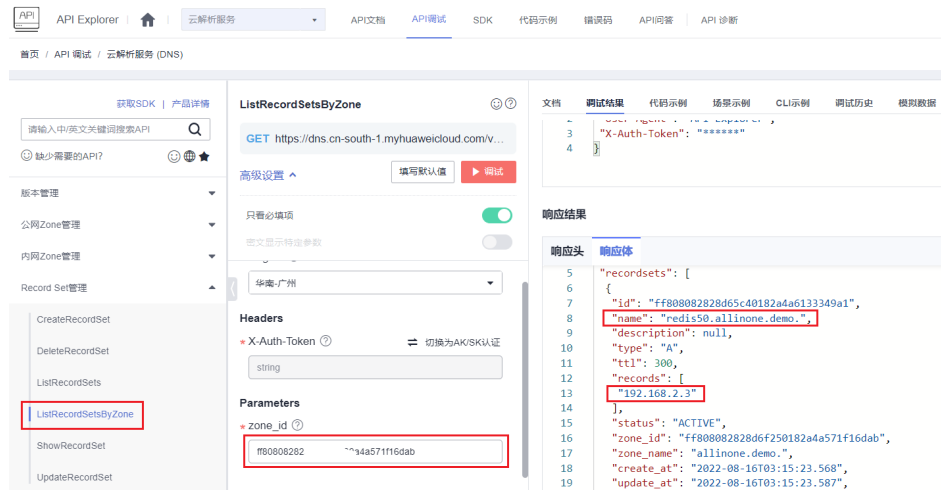 API
API Explorer
云解析服务
API文档
API调试
SDK
代码示例
错误码
API问答
API 诊断
首页 / API 调试 / 云解析服务 (DNS)
获取SDK | 产品详情
请输入中/英文关键词搜索API
缺少需要的API?
版本管理
公网Zone管理
内网Zone管理
Record Set管理
CreateRecordSet
DeleteRecordSet
ListRecordSets
ListRecordSetsByZone
ShowRecordSet
UpdateRecordSet
ListRecordSetsByZone
GET https://dns.cn-south-1.myhuaweicloud.com/v...
高级设置
填写默认值
调试
只看必填项
密文显示特定参数
华南-广州
Headers
* X-Auth-Token
切换为AK/SK认证
string
Parameters
* zone_id
ff80808282 a4a571f16dab
文档
调试结果
代码示例
场景示例
CLI示例
调试历史
模拟数据
2 "User-Agent": "API Explorer",
3 "X-Auth-Token": "******"
4 }
响应结果
响应头
响应体
5 "recordsets": [
6 {
7 "id": "ff808082828d65c40182a4a6133349a1",
8 "name": "redis50.allinone.demo.",
9 "description": null,
10 "type": "A",
11 "ttl": 300,
12 "records": [
13 "192.168.2.3"
14 ],
15 "status": "ACTIVE",
16 "zone_id": "ff808082828d6f250182a4a571f16dab",
17 "zone_name": "allinone.demo.",
18 "create_at": "2022-08-16T03:15:23.568",
19 "update_at": "2022-08-16T03:15:23.587",